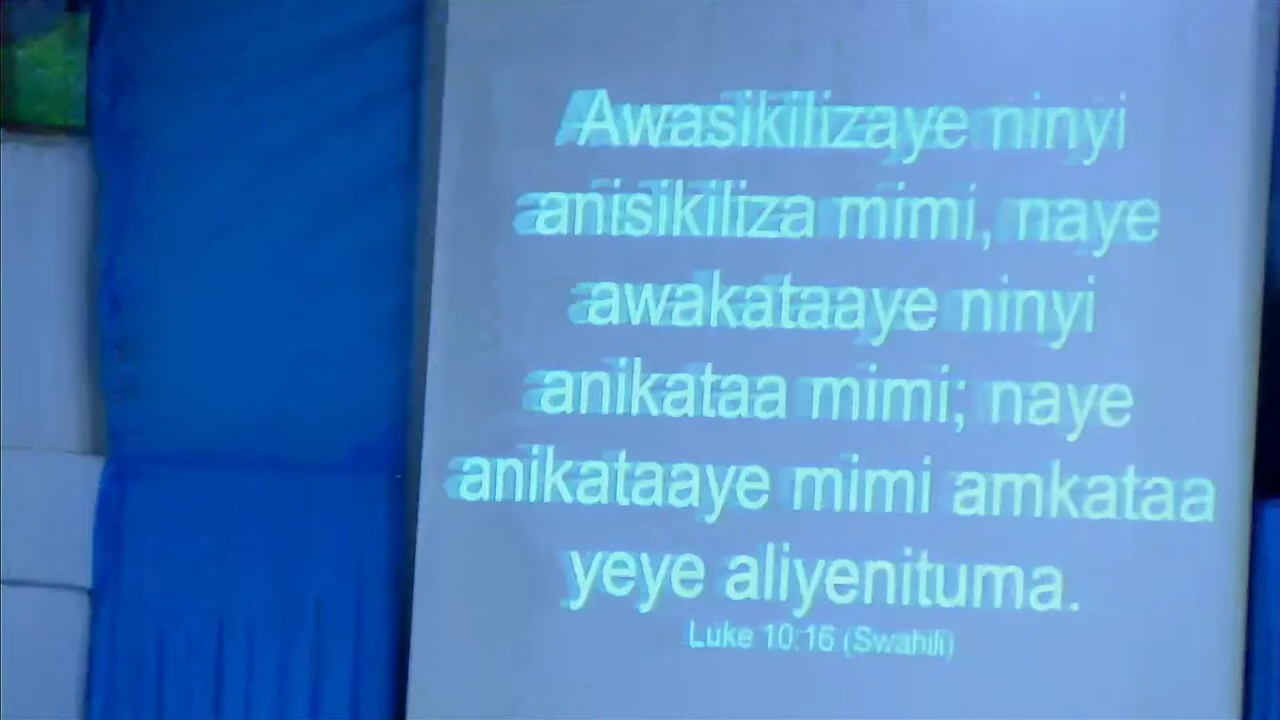 Awasikilizaye ninyi
anisikiliza mimi, naye
awakataaye ninyi
anikataa mimi; naye
anikataaye mimi amkataa
yeye aliyenituma.
Luke 10:16 (Swahili)